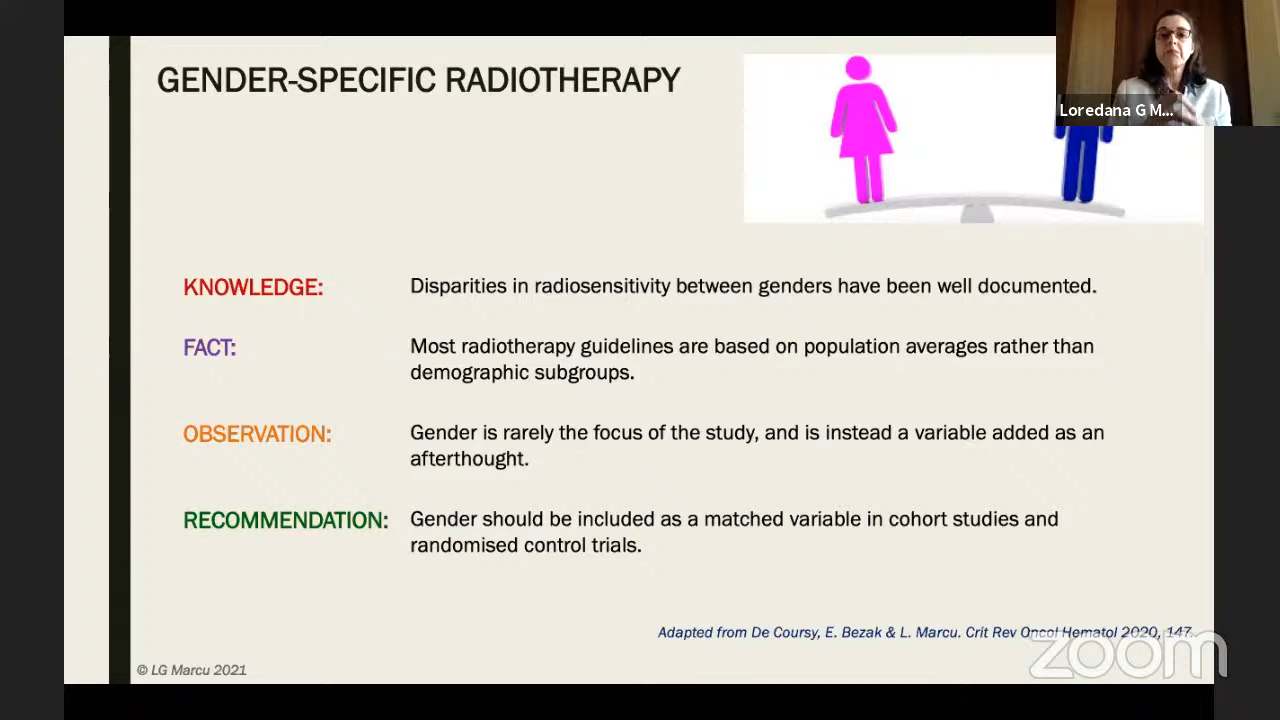 GENDER-SPECIFIC RADIOTHERAPY
Loredana G M...
KNOWLEDGE: Disparities in radiosensitivity between genders have been well documented.
FACT: Most radiotherapy guidelines are based on population averages rather than
demographic subgroups.
OBSERVATION: Gender is rarely the focus of the study, and is instead a variable added as an
afterthought.
RECOMMENDATION: Gender should be included as a matched variable in cohort studies and
randomised control trials.
Adapted from De Coursy, E. Bezak & L. Marcu. Crit Rev Oncol Hematol 2020, 147.
zoom
© LG Marcu 2021